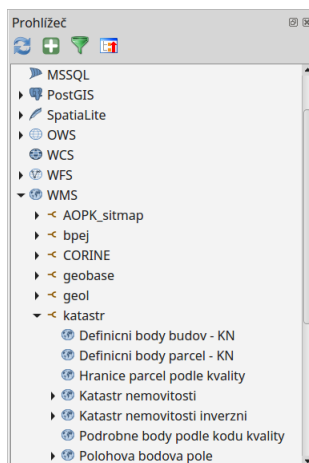 Prohlížeč
MSSQL
PostGIS
SpatiaLite
OWS
WCS
WFS
WMS
AOPK_sitmap
bpej
CORINE
geobase
geol
katastr
Definicni body budov - KN
Definicni body parcel - KN
Hranice parcel podle kvality
Katastr nemovitosti
Katastr nemovitosti inverzni
Podrobne body podle kodu kvality
Polohova bodova pole